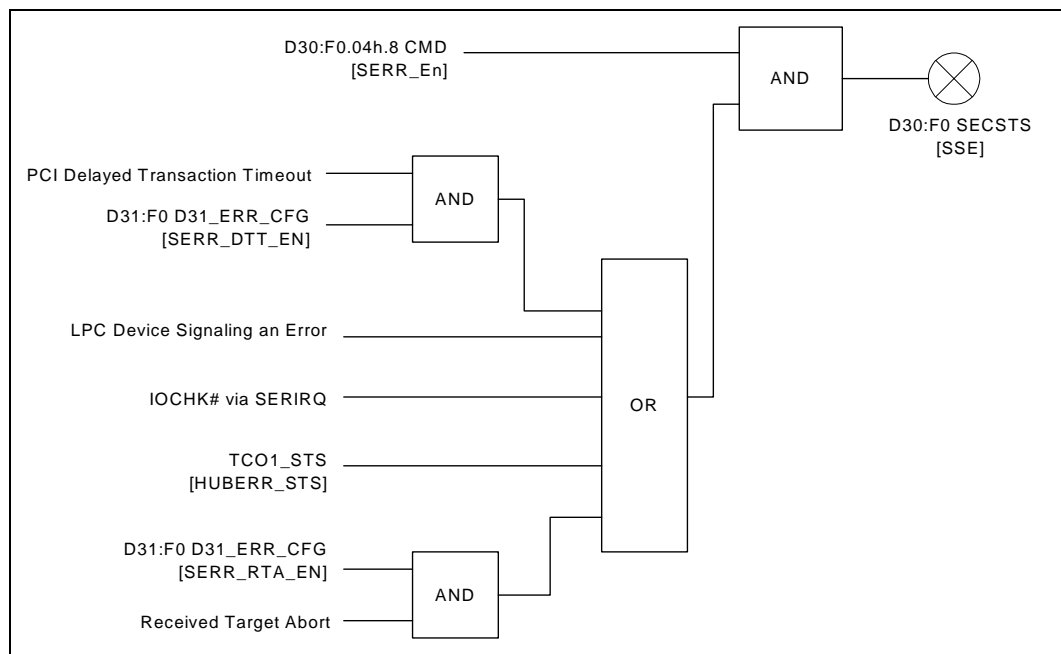 D30:F0.04h.8 CMD
[SERR_En]
AND
D30:F0 SECSTS
[SSE]
PCI Delayed Transaction Timeout
AND
D31:F0 D31_ERR_CFG
[SERR_DTT_EN]
LPC Device Signaling an Error
IOCHK# via SERIRQ
OR
TCO1_STS
[HUBERR_STS]
D31:F0 D31_ERR_CFG
[SERR_RTA_EN]
AND
Received Target Abort